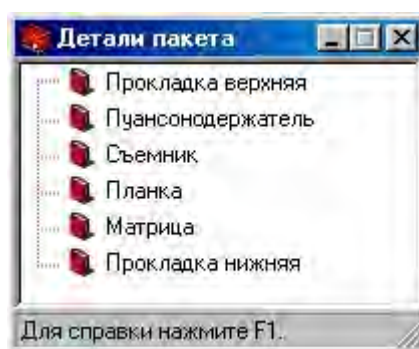 Детали пакета
Прокладка верхняя
Пуансонодержатель
Съемник
Планка
Матрица
Прокладка нижняя
Для справки нажмите F1.